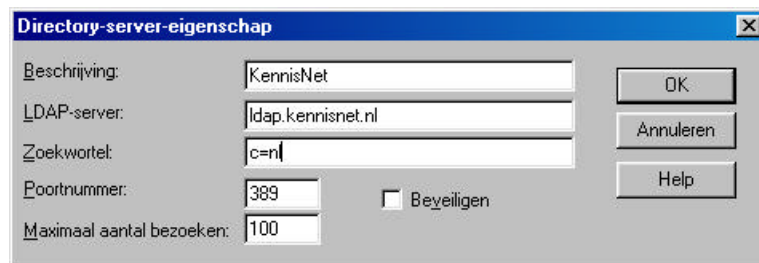 Directory-server-eigenschap
Beschrijving: KennisNet
LDAP-server: ldap.kennisnet.nl
Zoekwortel: c=nl
Poortnummer: 389
Beveiligen
Maximaal aantal bezoeken: 100
OK
Annuleren
Help